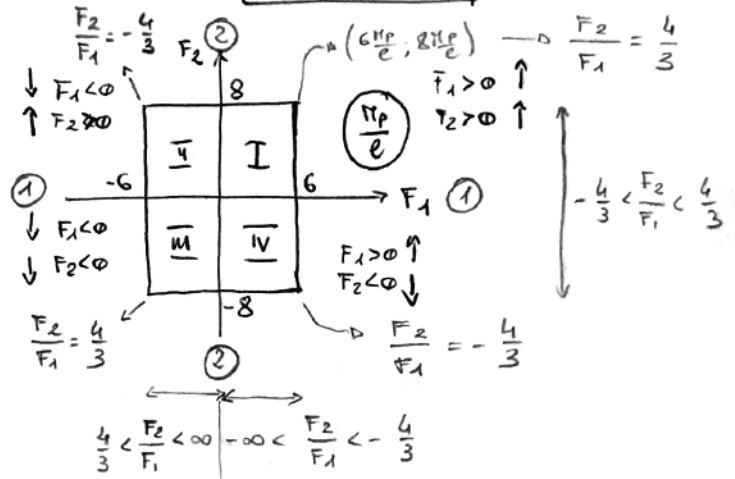 F₂/F₁ = -4/3
② F₂
(6Mp/e ; 8Mp/e) → F₂/F₁ = 4/3
↓ F₁<0
↑ F₂>0
8
Mp/e
F₁>0 ↑
F₂>0 ↑
II I
① -6 6 F₁ ①
-4/3 < F₂/F₁ < 4/3
↓ F₁<0
↓ F₂<0
III IV
F₁>0 ↑
F₂<0 ↓
-8
F₂/F₁ = 4/3
②
F₂/F₁ = -4/3
4/3 < F₂/F₁ < ∞ -∞ < F₂/F₁ < -4/3